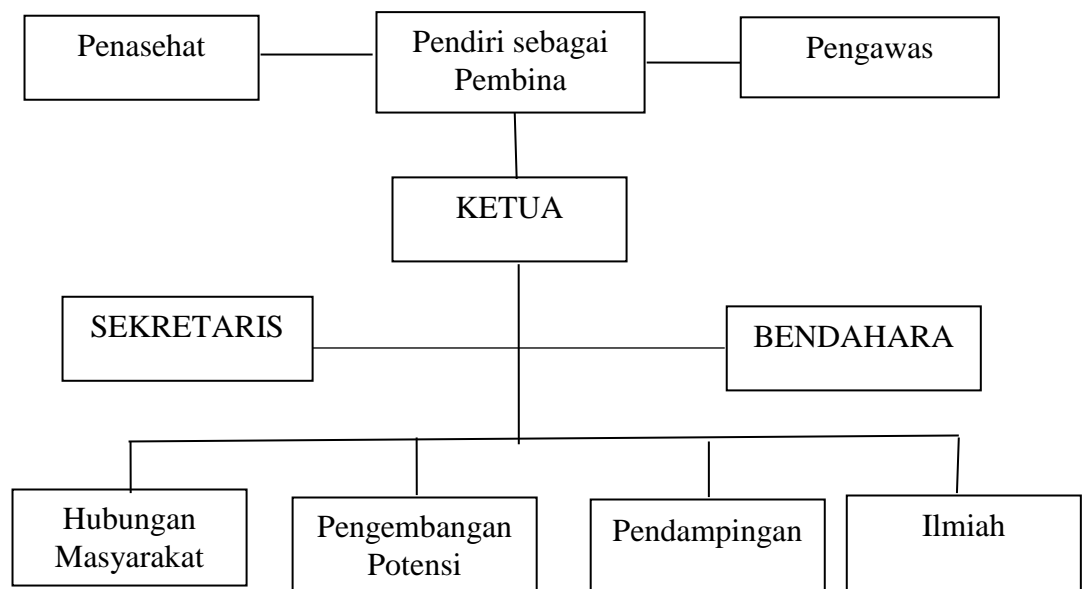 Penasehat
Pendiri sebagai
Pembina
Pengawas
KETUA
SEKRETARIS
BENDAHARA
Hubungan
Masyarakat
Pengembangan
Potensi
Pendampingan
Ilmiah